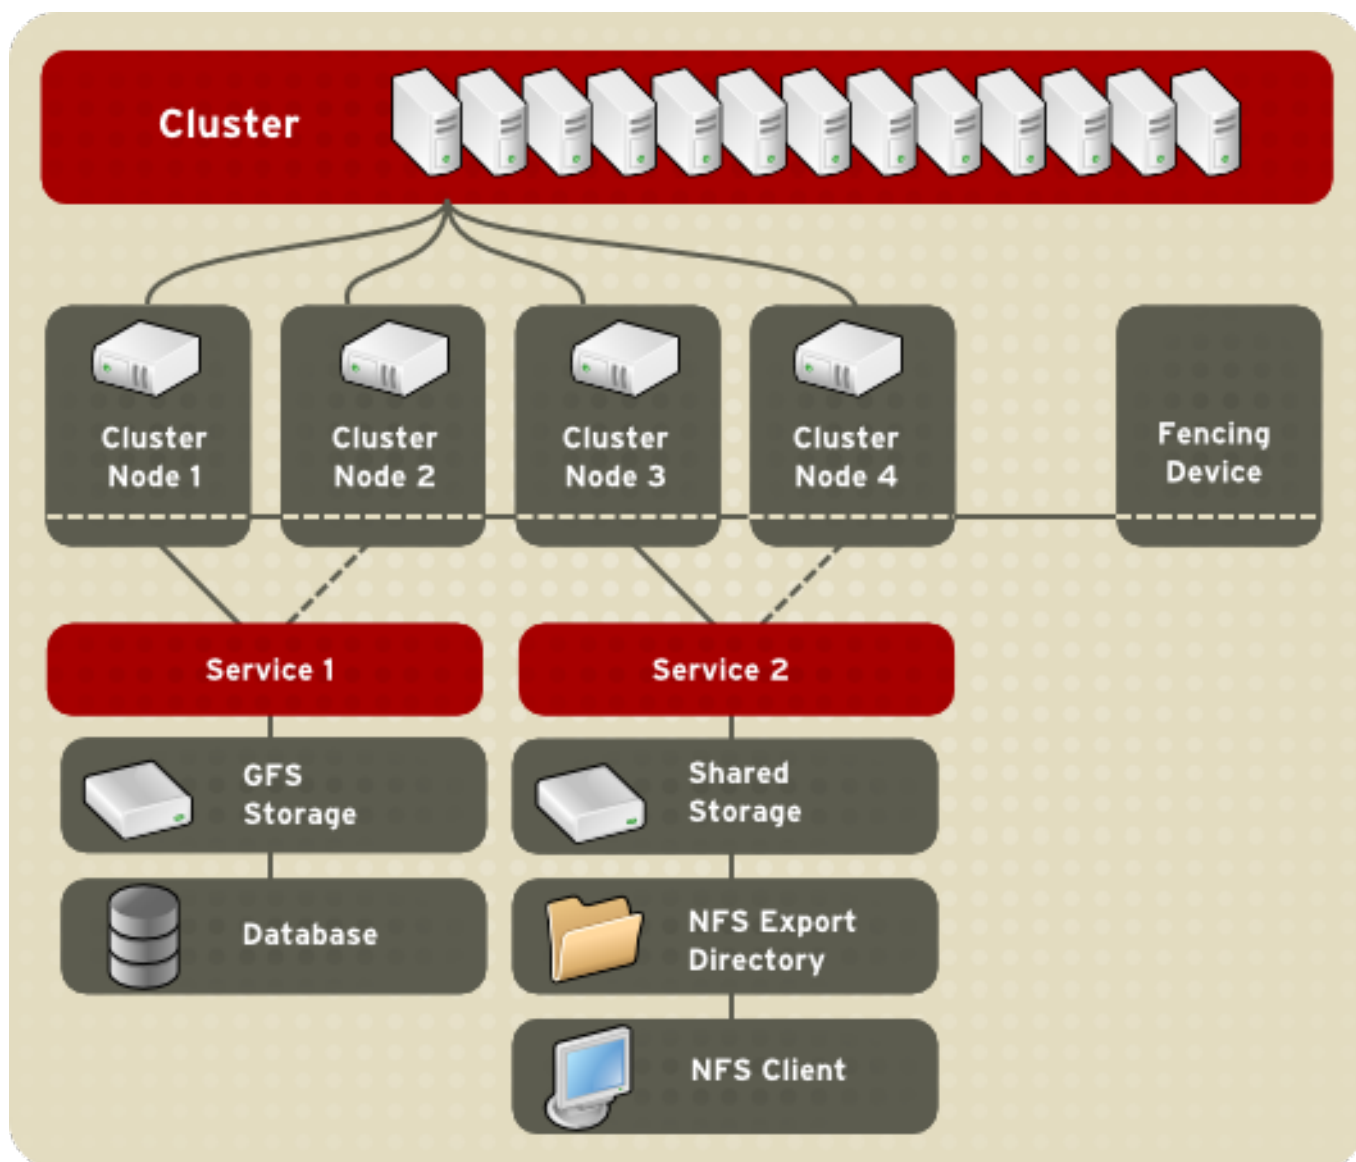 Cluster
Cluster
Node 1
Cluster
Node 2
Cluster
Node 3
Cluster
Node 4
Fencing
Device
Service 1
Service 2
GFS
Storage
Shared
Storage
Database
NFS Export
Directory
NFS Client